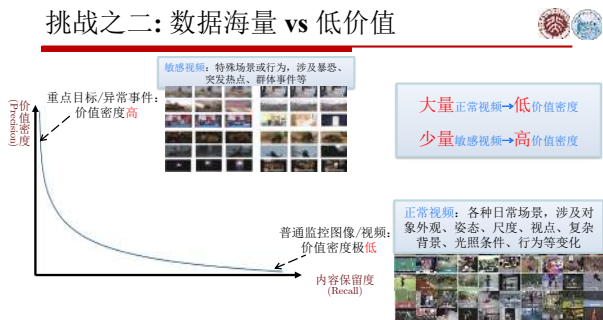 挑战之二: 数据海量 vs 低价值
敏感视频：特殊场景或行为，涉及暴恐、
突发热点、群体事件等
价值密度
(Precision)
重点目标/异常事件:
价值密度高
大量正常视频→低价值密度
少量敏感视频→高价值密度
普通监控图像/视频:
价值密度极低
正常视频：各种日常场景，涉及对
象外观、姿态、尺度、视点、复杂
背景、光照条件、行为等变化
内容保留度
(Recall)